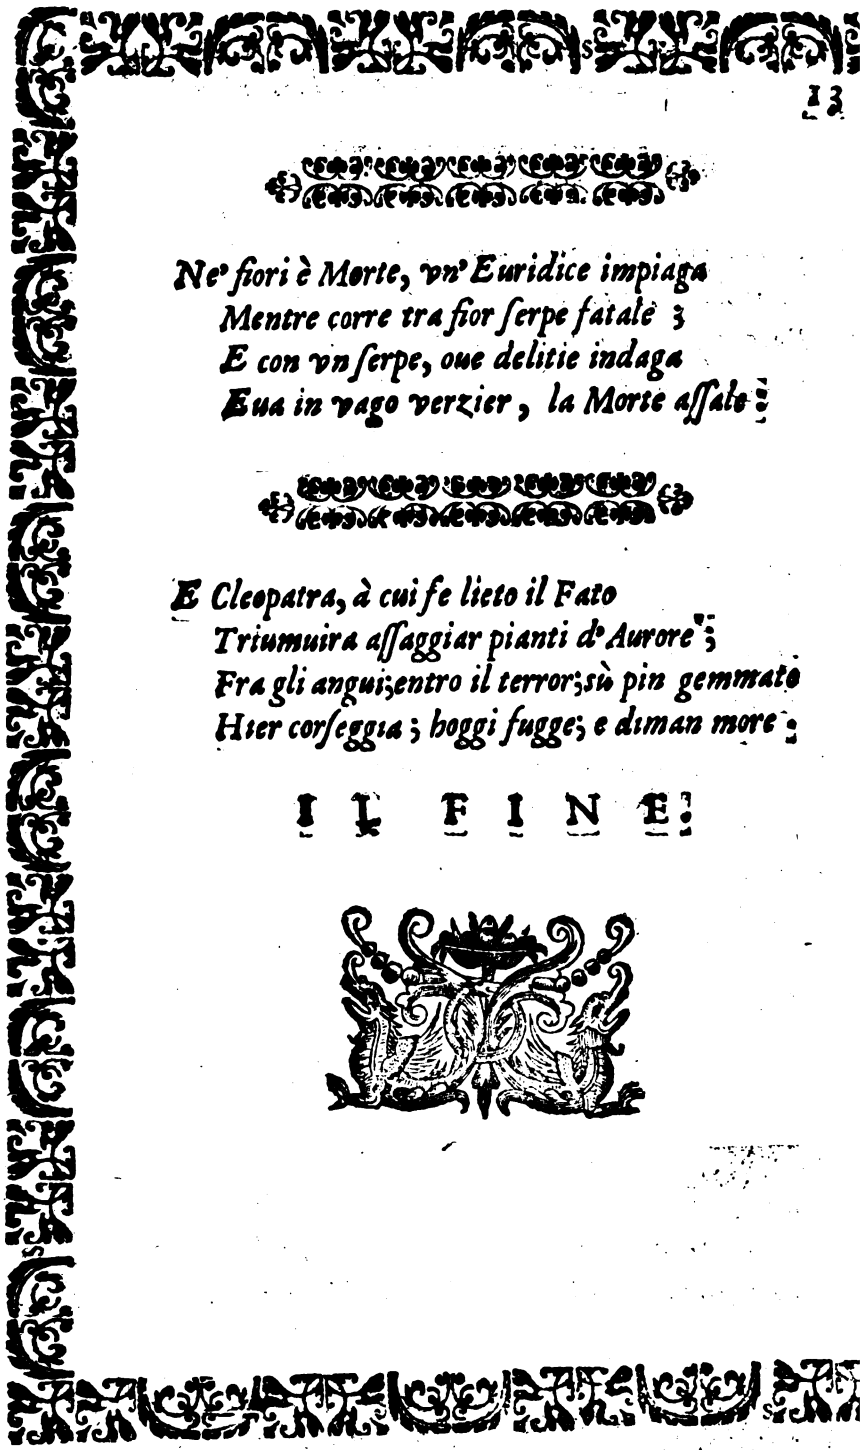 13
Ne' fiori è Morte, vn' Euridice impiaga
Mentre corre tra fior ſerpe fatale ;
E con vn ſerpe, oue delitie indaga
Eua in vago verzier, la Morte aſſale :
E Cleopatra, à cui fe lieto il Fato
Triumuira aſſaggiar pianti d' Aurore ;
Fra gli angui; entro il terror; sù pin gemmato
Hier corſeggia ; hoggi fugge; e diman more :
IL FINE.